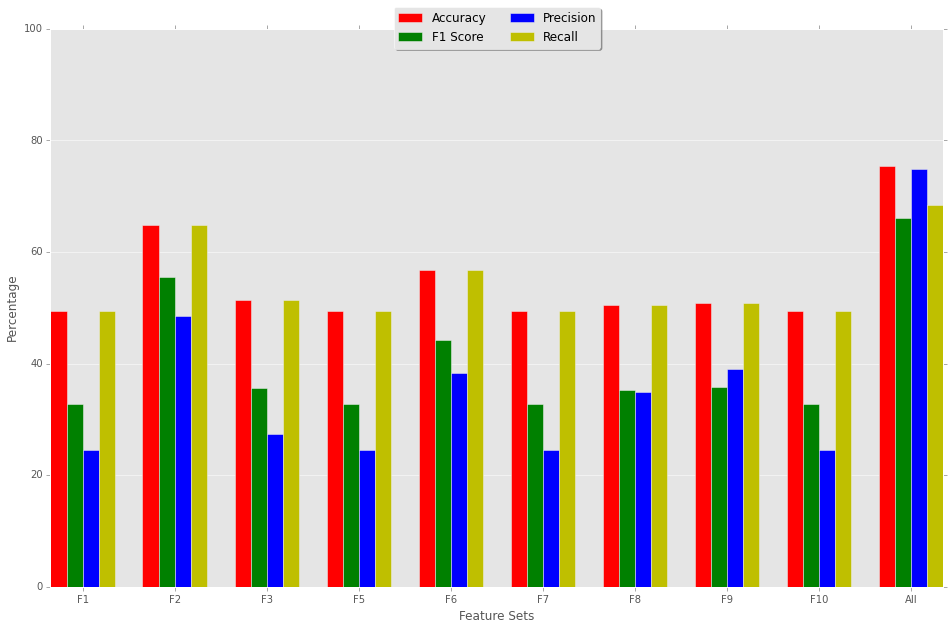 Accuracy
Precision
F1 Score
Recall
100
80
60
40
20
0
Percentage
F1
F2
F3
F5
F6
F7
F8
F9
F10
All
Feature Sets